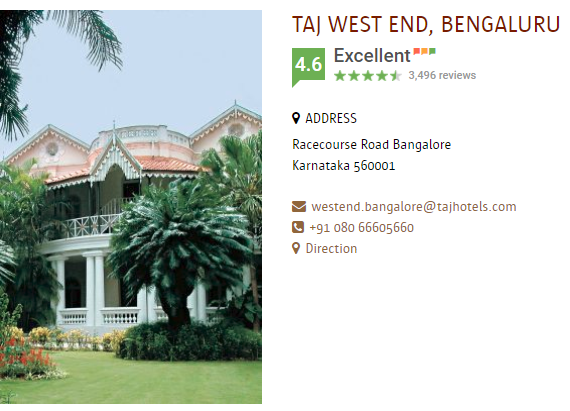 TAJ WEST END, BENGALURU
4.6
Excellent
3,496 reviews
ADDRESS
Racecourse Road Bangalore
Karnataka 560001
westend.bangalore@tajhotels.com
+91 080 66605660
Direction